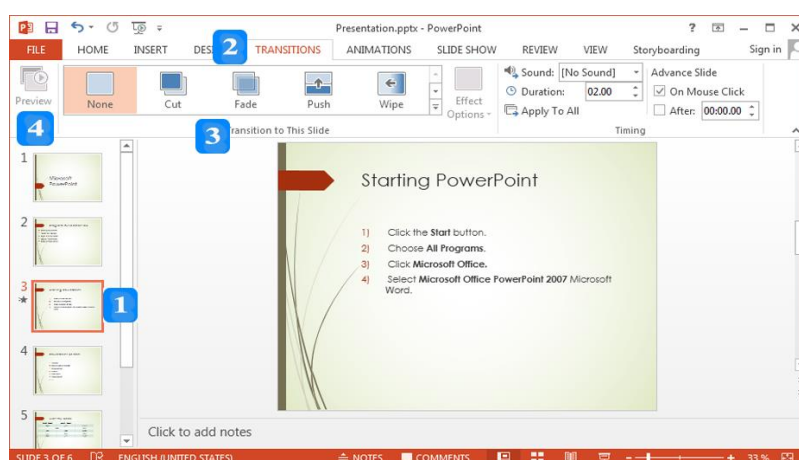 Presentation.pptx - PowerPoint
FILE HOME INSERT DES 2 TRANSITIONS ANIMATIONS SLIDE SHOW REVIEW VIEW Storyboarding Sign in
Preview
None Cut Fade Push Wipe
Effect Options
Sound: [No Sound]
Duration: 02.00
Apply To All
Advance Slide
On Mouse Click
After: 00:00.00
4
3 Transition to This Slide
Timing
1
Microsoft
PowerPoint
2
3
1
4
5
Starting PowerPoint
1) Click the Start button.
2) Choose All Programs.
3) Click Microsoft Office.
4) Select Microsoft Office PowerPoint 2007 Microsoft
Word.
Click to add notes
SLIDE 3 OF 6 ENGLISH (UNITED STATES) NOTES COMMENTS 33 %